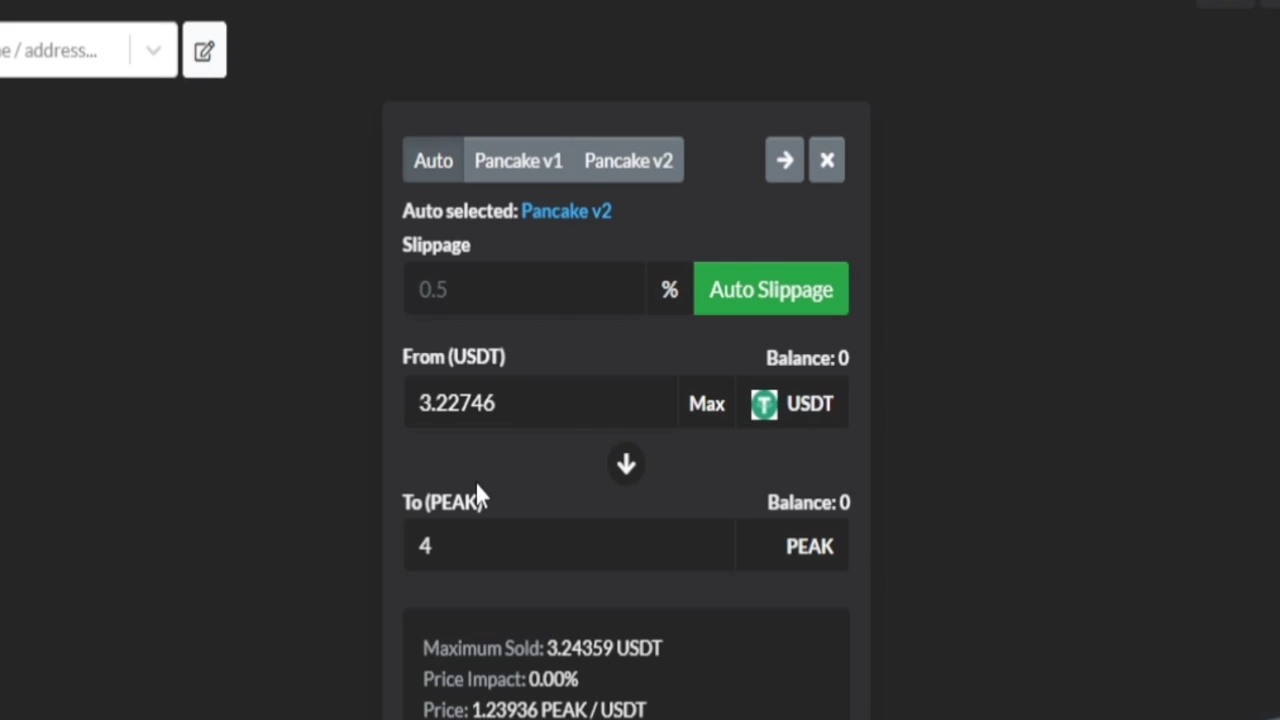 e / address...
Auto Pancake v1 Pancake v2
Auto selected: Pancake v2
Slippage
0.5 % Auto Slippage
From (USDT) Balance: 0
3.22746 Max USDT
To (PEAK) Balance: 0
4 PEAK
Maximum Sold: 3.24359 USDT
Price Impact: 0.00%
Price: 1.23936 PEAK / USDT